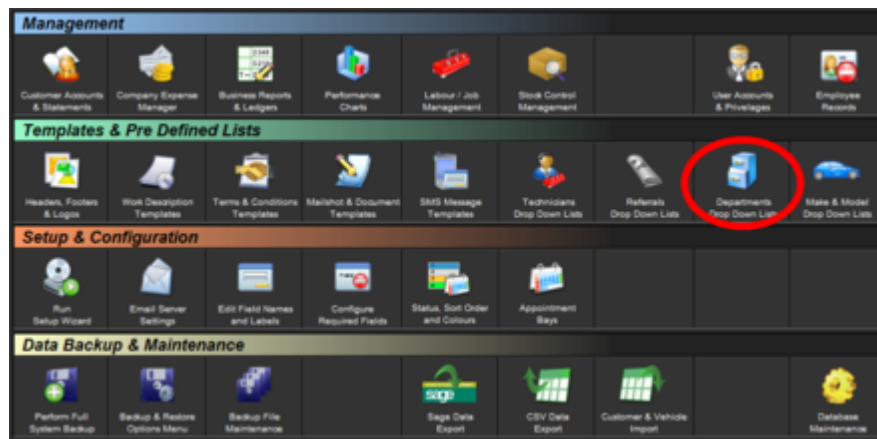 Management
Customer Accounts
& Statements
Company Expense
Manager
Business Reports
& Ledgers
Performance
Charts
Labour / Job
Management
Stock Control
Management
User Accounts
& Privelages
Employee
Records
Templates & Pre Defined Lists
Headers, Footers
& Logos
Work Description
Templates
Terms & Conditions
Templates
Mailshot & Document
Templates
SMS Message
Templates
Technicians
Drop Down Lists
Referrals
Drop Down Lists
Departments
Drop Down Lists
Make & Model
Drop Down Lists
Setup & Configuration
Run
Setup Wizard
Email Server
Settings
Edit Field Names
and Labels
Configure
Required Fields
Status, Sort Order
and Colours
Appointment
Bays
Data Backup & Maintenance
Perform Full
System Backup
Backup & Restore
Options Menu
Backup File
Maintenance
sage
Sage Data
Export
CSV Data
Export
Customer & Vehicle
Import
Database
Maintenance